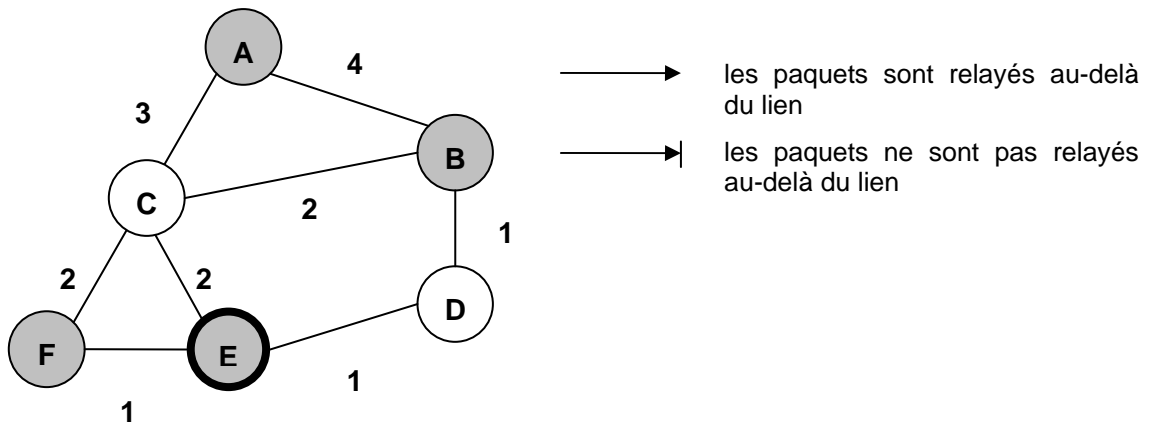 A
4
les paquets sont relayés au-delà
du lien
3
B
les paquets ne sont pas relayés
au-delà du lien
C
2
1
2
2
D
F
E
1
1